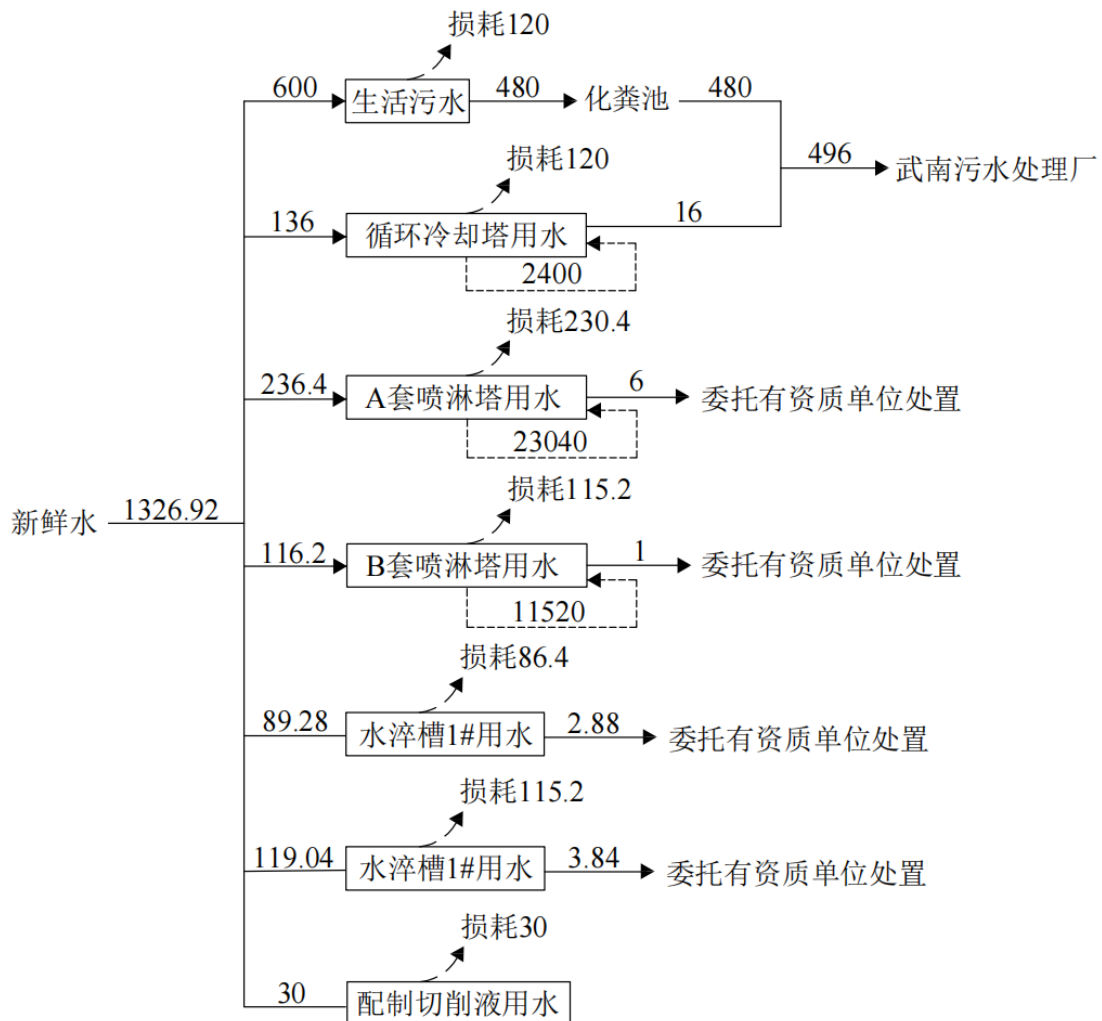 损耗120
600
生活污水
480
化粪池
480
496
武南污水处理厂
损耗120
136
循环冷却塔用水
16
2400
损耗230.4
236.4
A套喷淋塔用水
6
委托有资质单位处置
23040
新鲜水
1326.92
损耗115.2
116.2
B套喷淋塔用水
1
委托有资质单位处置
11520
损耗86.4
89.28
水淬槽1#用水
2.88
委托有资质单位处置
损耗115.2
119.04
水淬槽1#用水
3.84
委托有资质单位处置
损耗30
30
配制切削液用水